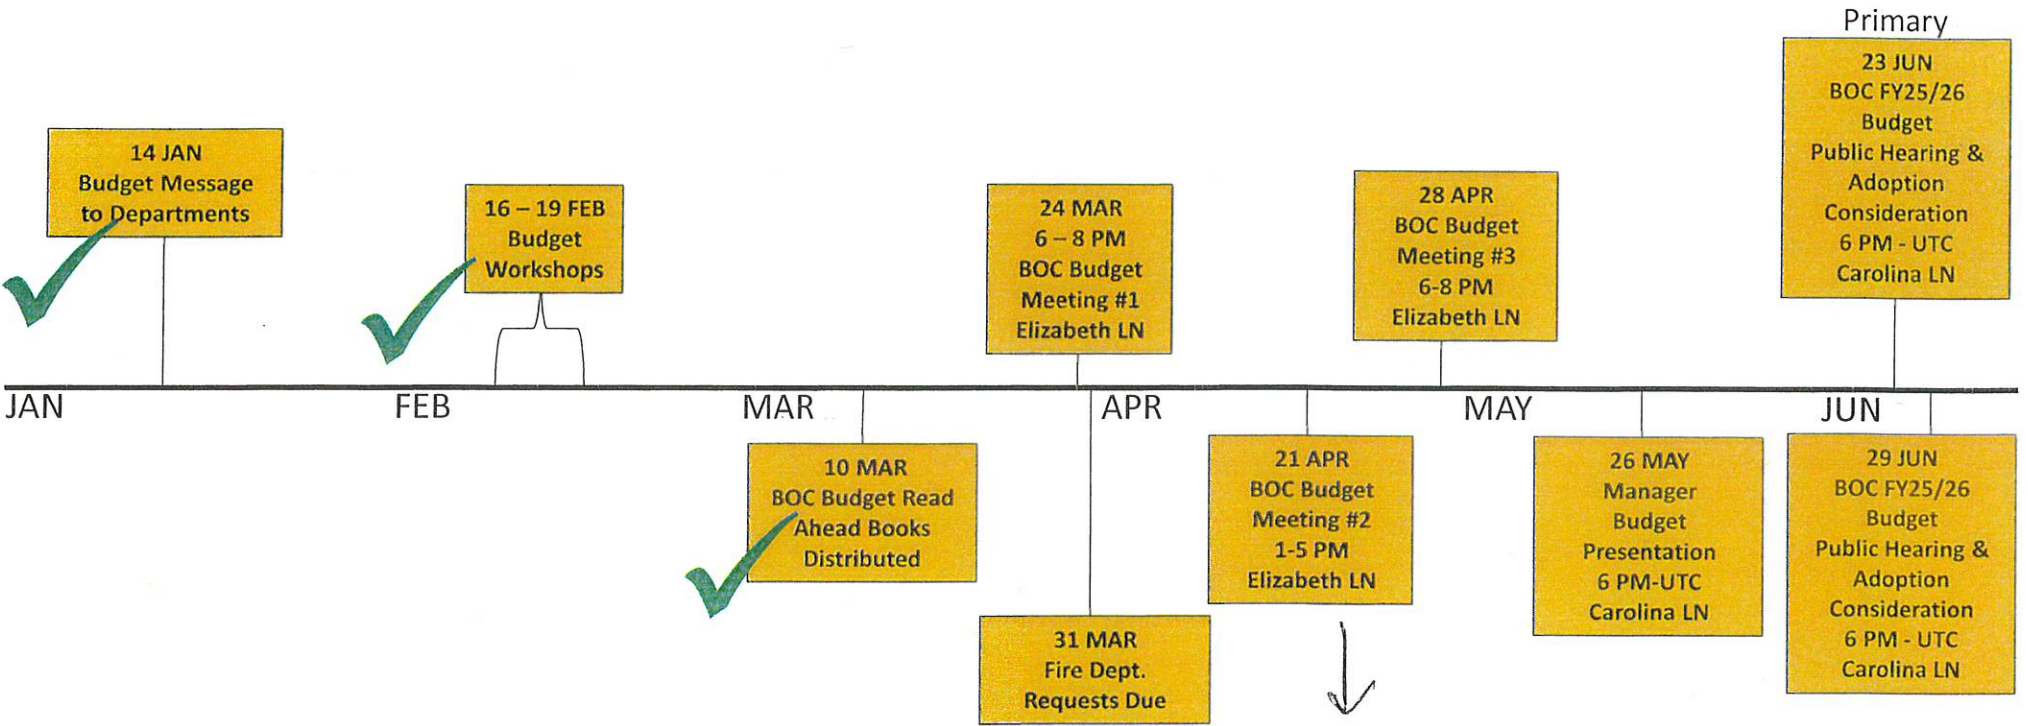 Primary
23 JUN
BOC FY25/26
Budget
Public Hearing &
Adoption
Consideration
6 PM - UTC
Carolina LN
14 JAN
Budget Message
to Departments
16 – 19 FEB
Budget
Workshops
24 MAR
6 – 8 PM
BOC Budget
Meeting #1
Elizabeth LN
28 APR
BOC Budget
Meeting #3
6-8 PM
Elizabeth LN
JAN
FEB
MAR
APR
MAY
JUN
10 MAR
BOC Budget Read
Ahead Books
Distributed
31 MAR
Fire Dept.
Requests Due
21 APR
BOC Budget
Meeting #2
1-5 PM
Elizabeth LN
26 MAY
Manager
Budget
Presentation
6 PM-UTC
Carolina LN
29 JUN
BOC FY25/26
Budget
Public Hearing &
Adoption
Consideration
6 PM - UTC
Carolina LN